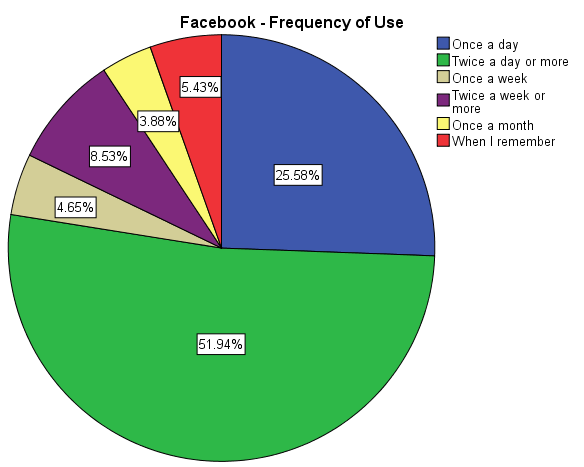 Facebook - Frequency of Use
Once a day
Twice a day or more
Once a week
Twice a week or
more
Once a month
When I remember
5.43%
3.88%
8.53%
25.58%
4.65%
51.94%